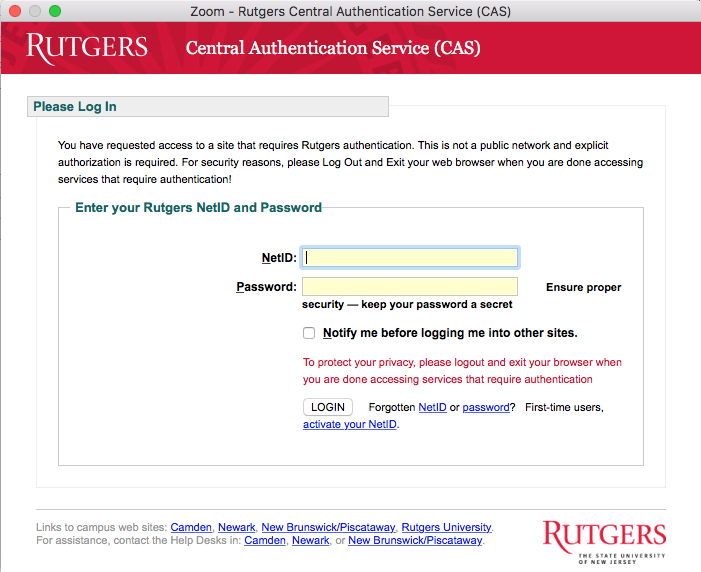 Zoom - Rutgers Central Authentication Service (CAS)
RUTGERS Central Authentication Service (CAS)
Please Log In
You have requested access to a site that requires Rutgers authentication. This is not a public network and explicit
authorization is required. For security reasons, please Log Out and Exit your web browser when you are done accessing
services that require authentication!
Enter your Rutgers NetID and Password
NetID:
Password: Ensure proper
security — keep your password a secret
Notify me before logging me into other sites.
To protect your privacy, please logout and exit your browser when
you are done accessing services that require authentication
LOGIN Forgotten NetID or password? First-time users,
activate your NetID.
Links to campus web sites: Camden, Newark, New Brunswick/Piscataway, Rutgers University.
For assistance, contact the Help Desks in: Camden, Newark, or New Brunswick/Piscataway.
RUTGERS
THE STATE UNIVERSITY
OF NEW JERSEY